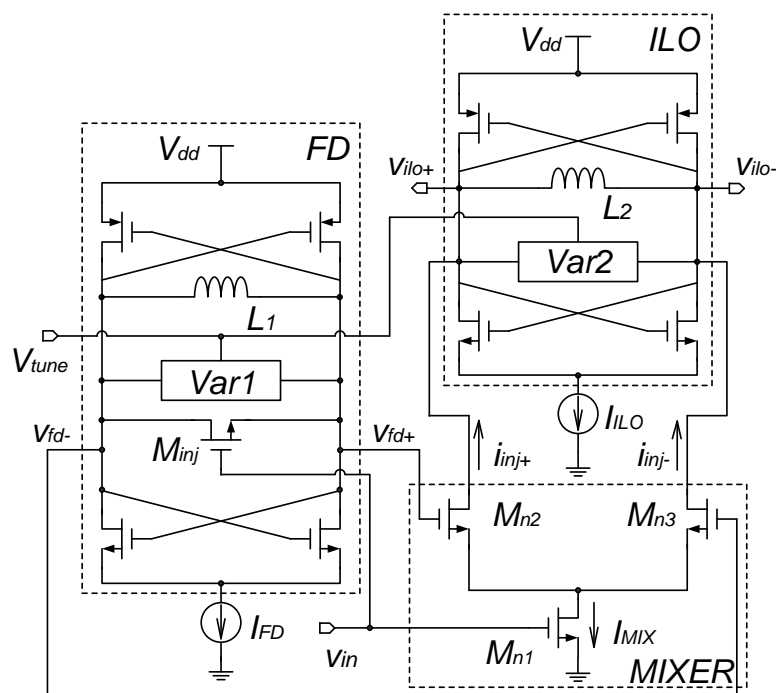 Vdd
ILO
vilo+
vilo-
L2
Vdd
FD
Var2
L1
Vtune
Var1
IILO
vfd-
Minj
vfd+
iinj+
iinj-
Mn2
Mn3
IFD
vin
Mn1
IMIX
MIXER